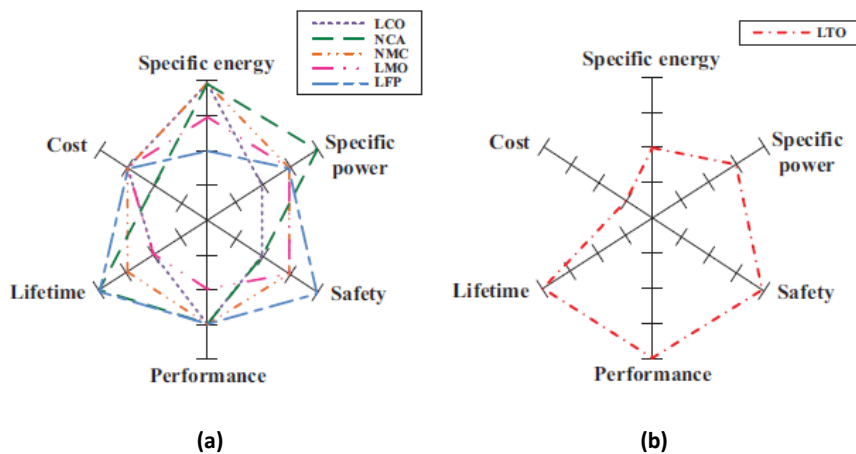 LCO
NCA
NMC
LMO
LFP
Specific energy
Cost
Specific
power
Lifetime
Safety
Performance
(a)
LTO
Specific energy
Cost
Specific
power
Lifetime
Safety
Performance
(b)